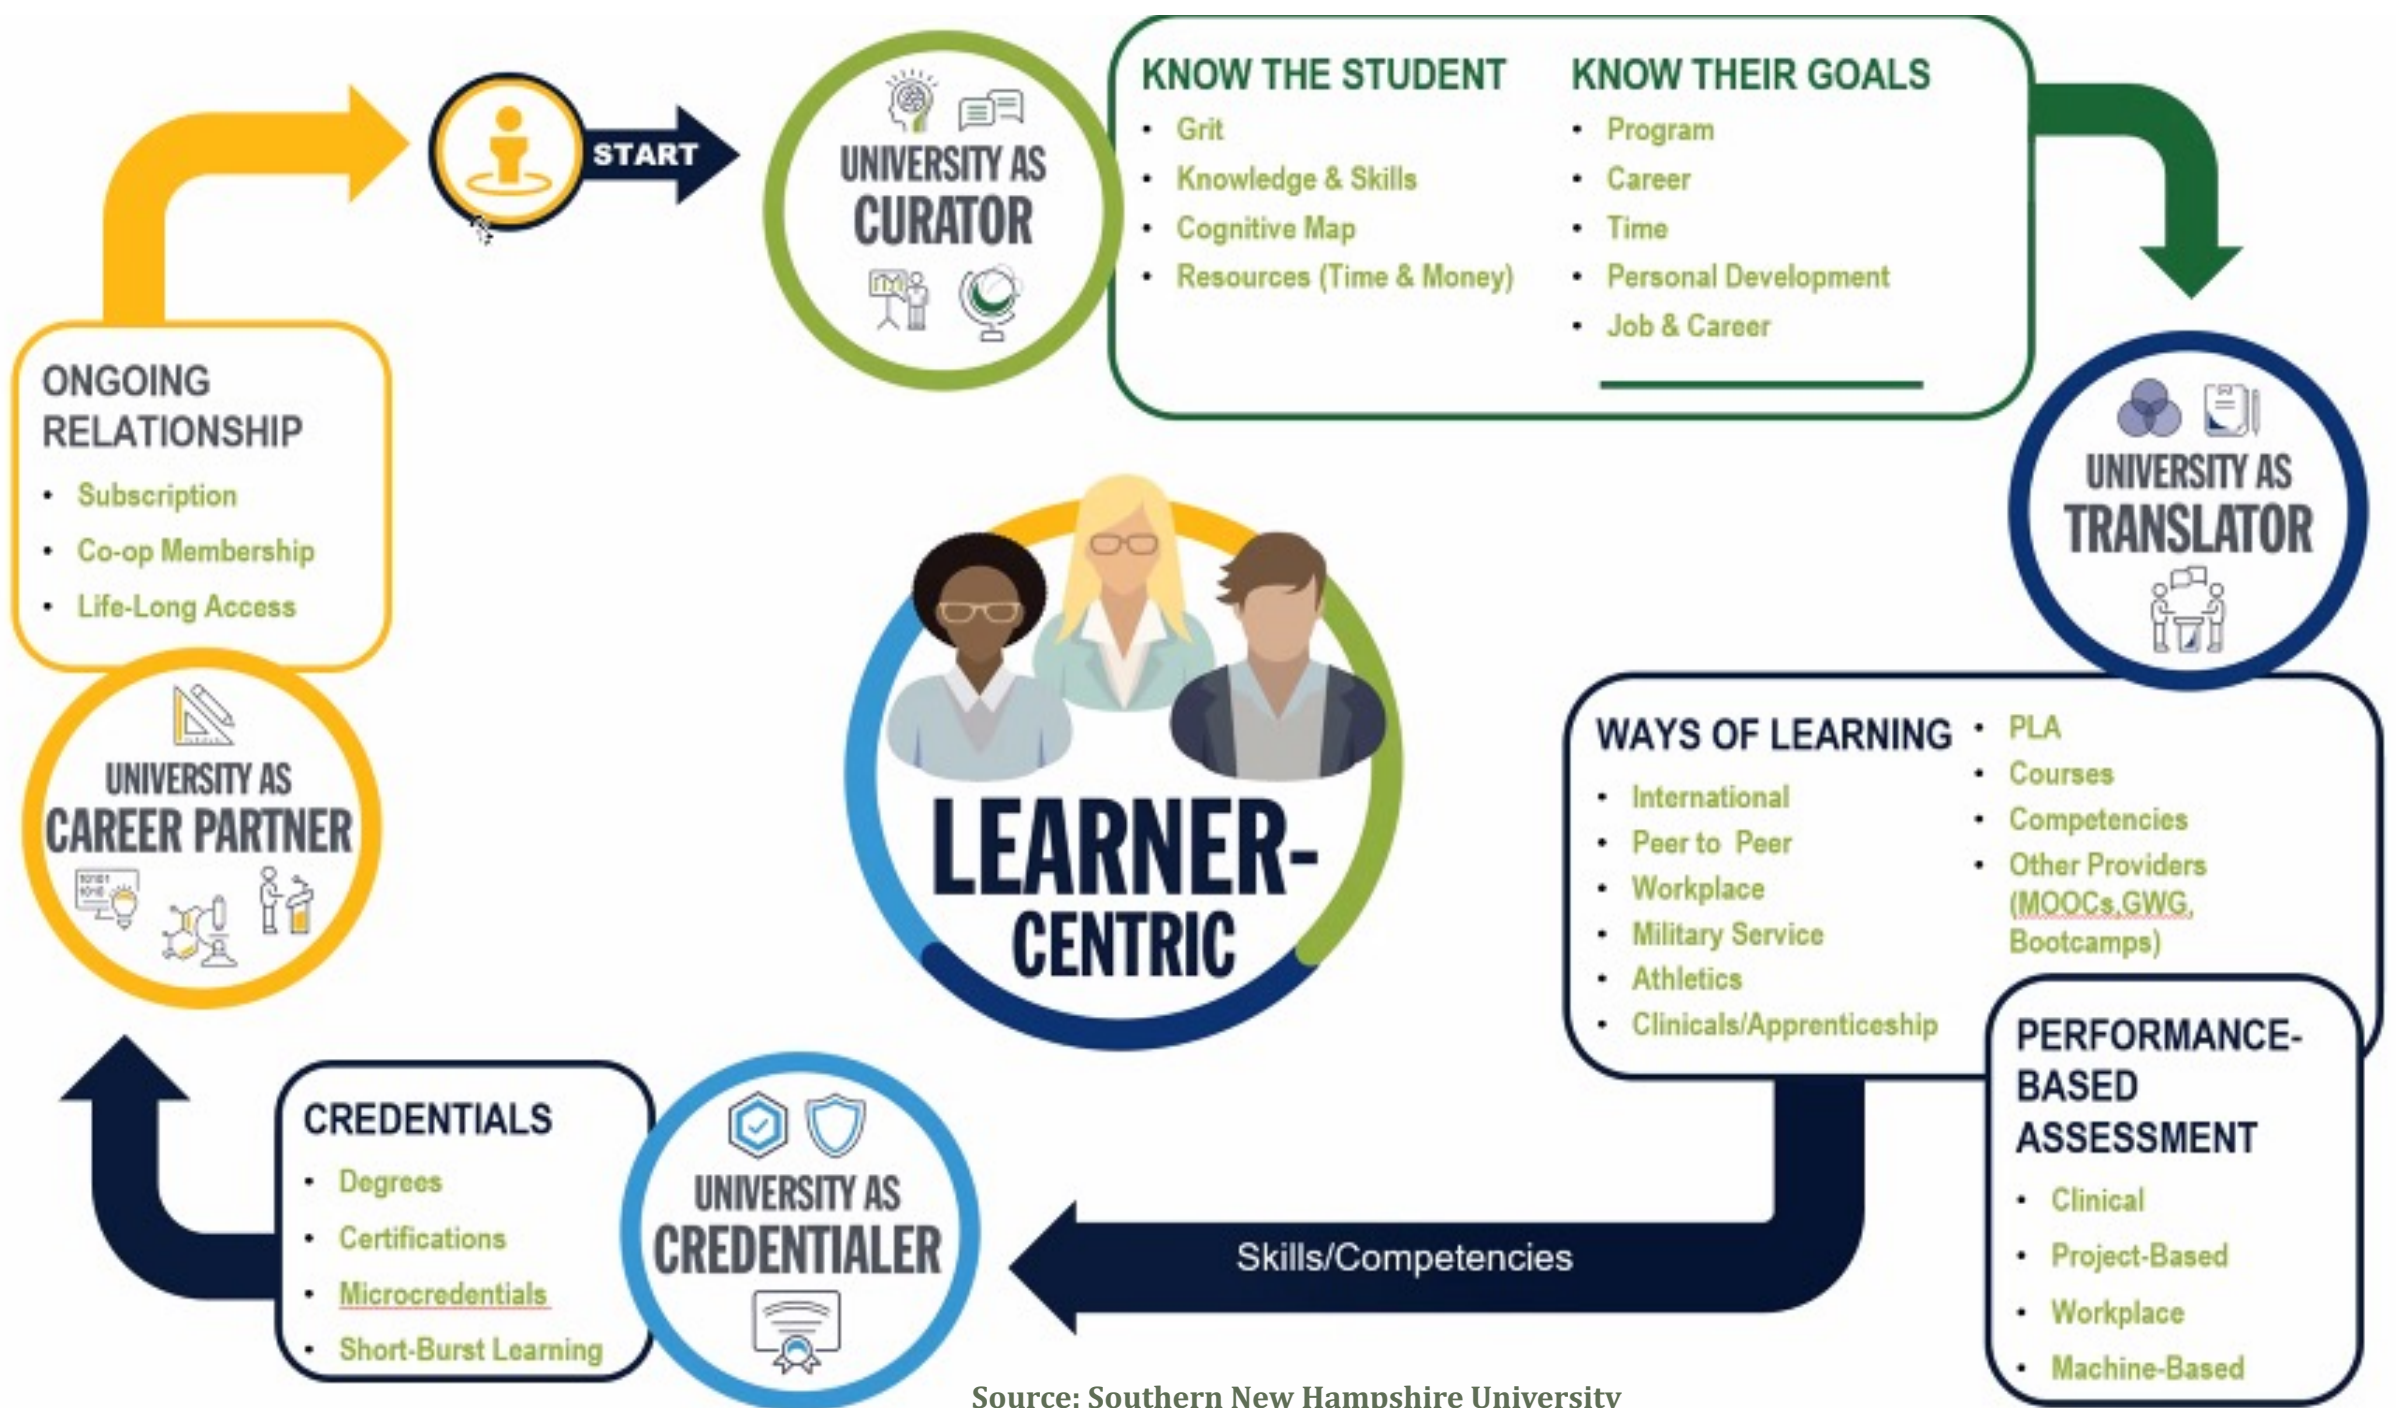 START
UNIVERSITY AS
CURATOR
KNOW THE STUDENT
• Grit
• Knowledge & Skills
• Cognitive Map
• Resources (Time & Money)
KNOW THEIR GOALS
• Program
• Career
• Time
• Personal Development
• Job & Career
UNIVERSITY AS
TRANSLATOR
WAYS OF LEARNING
• International
• Peer to Peer
• Workplace
• Military Service
• Athletics
• Clinicals/Apprenticeship
• PLA
• Courses
• Competencies
• Other Providers
(MOOCs,GWG,
Bootcamps)
PERFORMANCE-
BASED
ASSESSMENT
• Clinical
• Project-Based
• Workplace
• Machine-Based
Skills/Competencies
UNIVERSITY AS
CREDENTIALER
CREDENTIALS
• Degrees
• Certifications
• Microcredentials
• Short-Burst Learning
UNIVERSITY AS
CAREER PARTNER
10101
1010
ONGOING
RELATIONSHIP
• Subscription
• Co-op Membership
• Life-Long Access
LEARNER-
CENTRIC
Source: Southern New Hampshire University